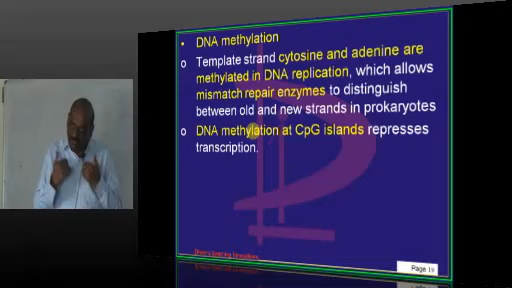 • DNA methylation
o Template strand cytosine and adenine are
methylated in DNA replication, which allows
mismatch repair enzymes to distinguish
between old and new strands in prokaryotes
o DNA methylation at CpG islands represses
transcription.
Page 19